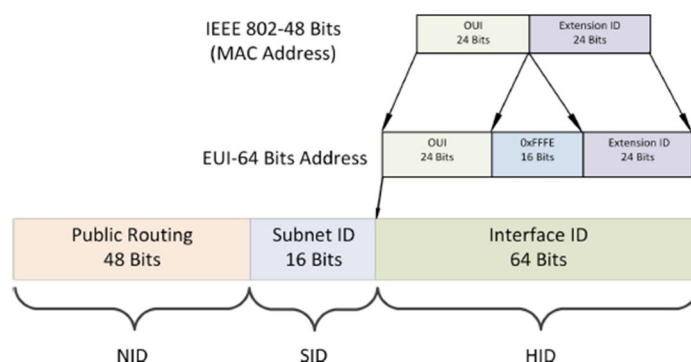 IEEE 802-48 Bits
(MAC Address)
OUI
24 Bits
Extension ID
24 Bits
EUI-64 Bits Address
OUI
24 Bits
0xFFFE
16 Bits
Extension ID
24 Bits
Public Routing
48 Bits
Subnet ID
16 Bits
Interface ID
64 Bits
NID
SID
HID